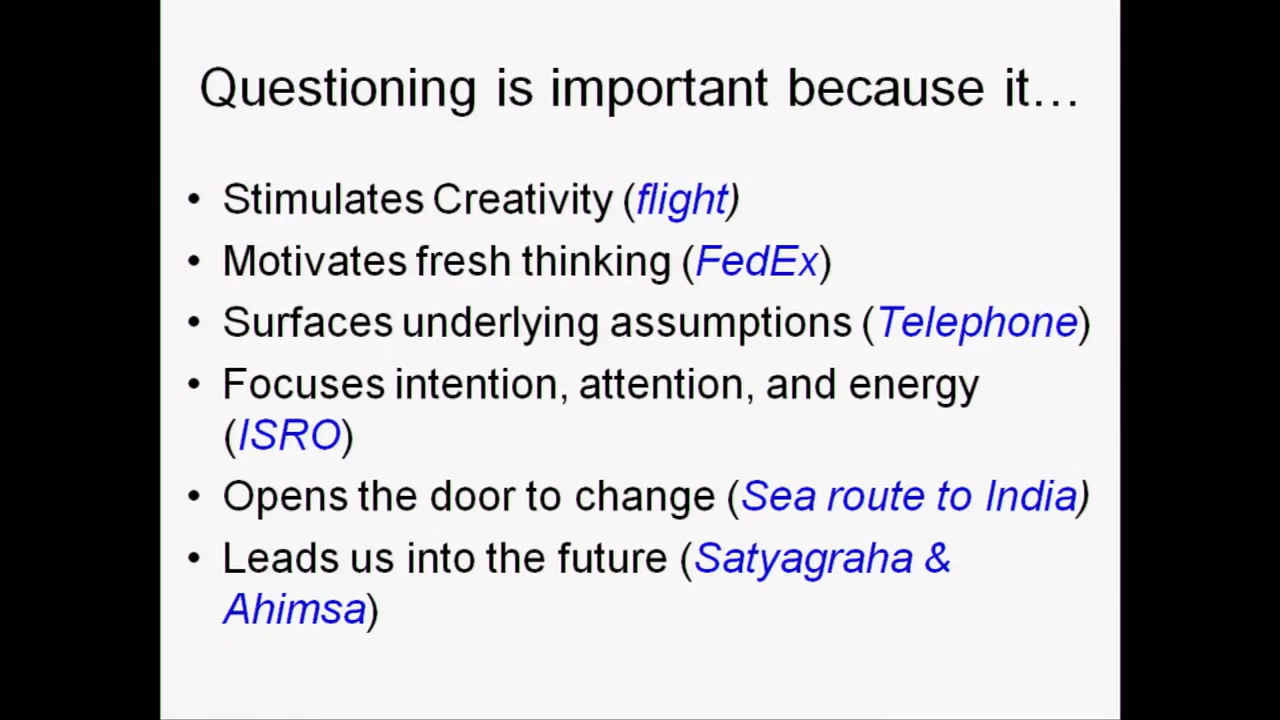 Questioning is important because it…
• Stimulates Creativity (flight)
• Motivates fresh thinking (FedEx)
• Surfaces underlying assumptions (Telephone)
• Focuses intention, attention, and energy
(ISRO)
• Opens the door to change (Sea route to India)
• Leads us into the future (Satyagraha &
Ahimsa)